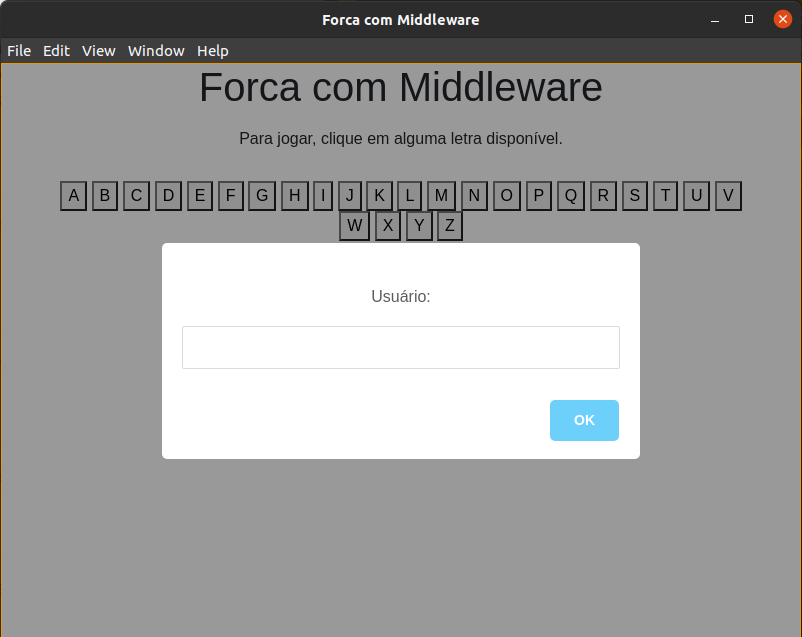 Forca com Middleware
File Edit View Window Help
Forca com Middleware
Para jogar, clique em alguma letra disponível.
A B C D E F G H I J K L M N O P Q R S T U V
W X Y Z
Usuário:
OK